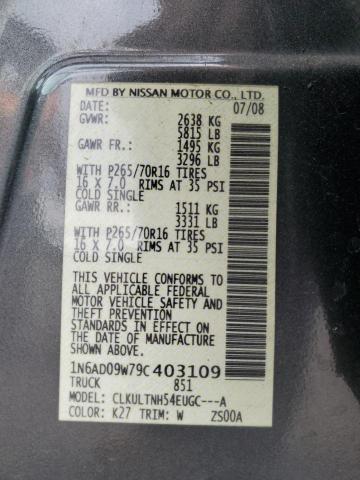 MFD BY NISSAN MOTOR CO., LTD.
DATE: 07/08
GVWR: 2638 KG
5815 LB
GAWR FR.: 1495 KG
3296 LB
WITH P265/70R16 TIRES
16 X 7.0 RIMS AT 35 PSI
COLD SINGLE
GAWR RR.: 1511 KG
3331 LB
WITH P265/70R16 TIRES
16 X 7.0 RIMS AT 35 PSI
COLD SINGLE
THIS VEHICLE CONFORMS TO
ALL APPLICABLE FEDERAL
MOTOR VEHICLE SAFETY AND
THEFT PREVENTION
STANDARDS IN EFFECT ON
THE DATE OF MANUFACTURE
SHOWN ABOVE.
1N6AD09W79C403109
TRUCK 851
MODEL: CLKULTNH54EUGC---A
COLOR: K27 TRIM: W ZS00A